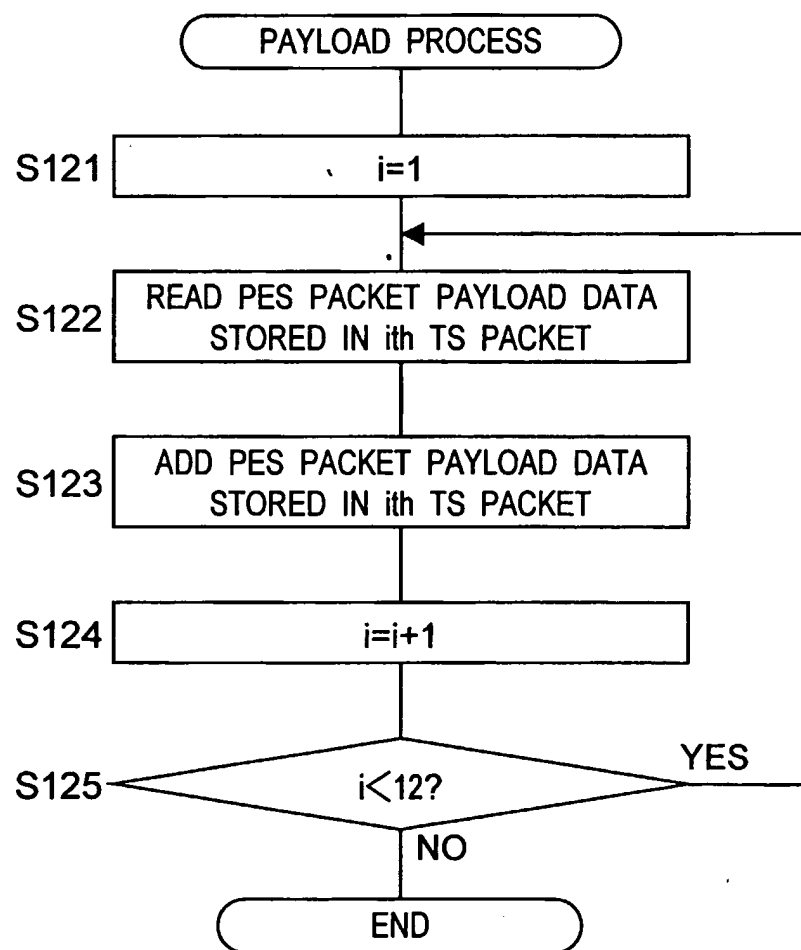 PAYLOAD PROCESS
S121
i=1
S122
READ PES PACKET PAYLOAD DATA
STORED IN ith TS PACKET
S123
ADD PES PACKET PAYLOAD DATA
STORED IN ith TS PACKET
S124
i=i+1
S125
i<12?
YES
NO
END